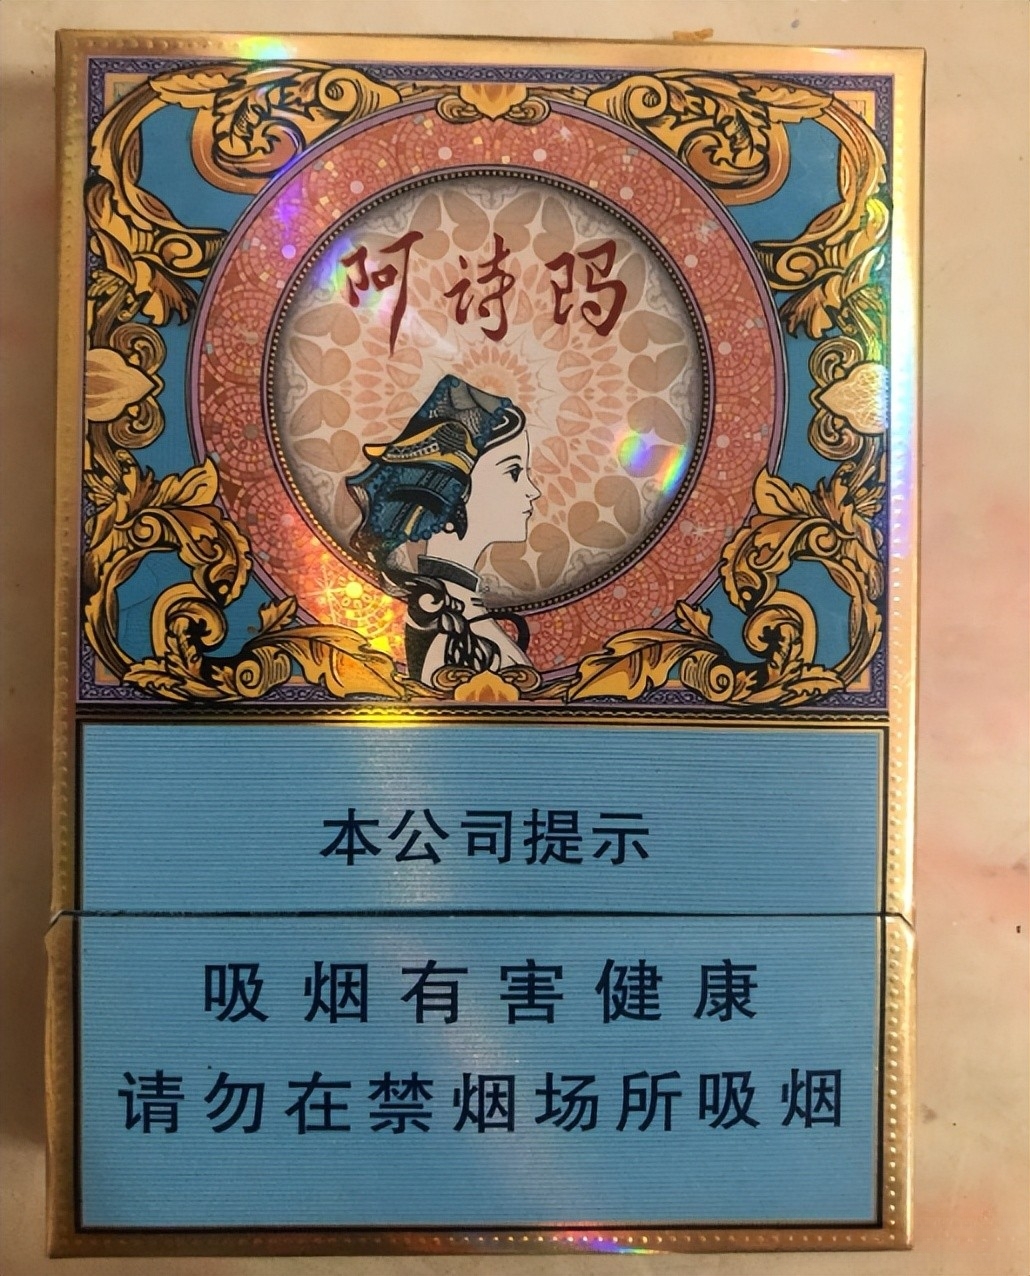 阿诗玛
本公司提示
吸烟有害健康
请勿在禁烟场所吸烟